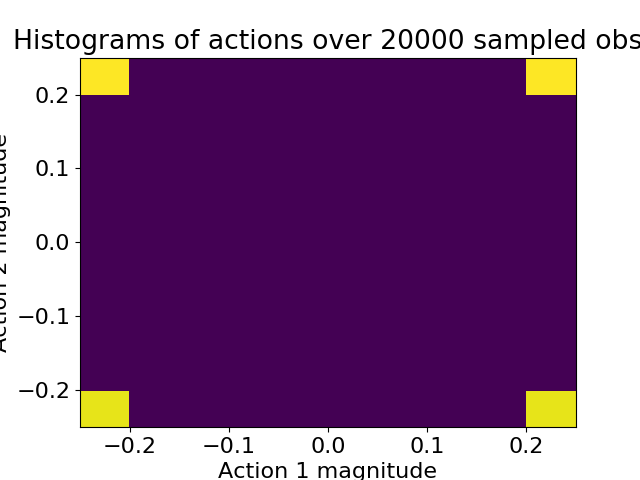 Histograms of actions over 20000 sampled obs
0.2
0.1
0.0
−0.1
−0.2
Action 2 magnitude
−0.2 −0.1 0.0 0.1 0.2
Action 1 magnitude